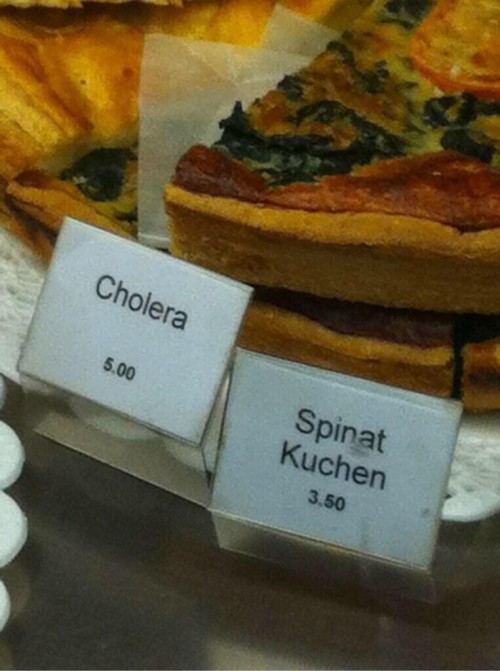 Cholera
5.00
Spinat
Kuchen
3.50